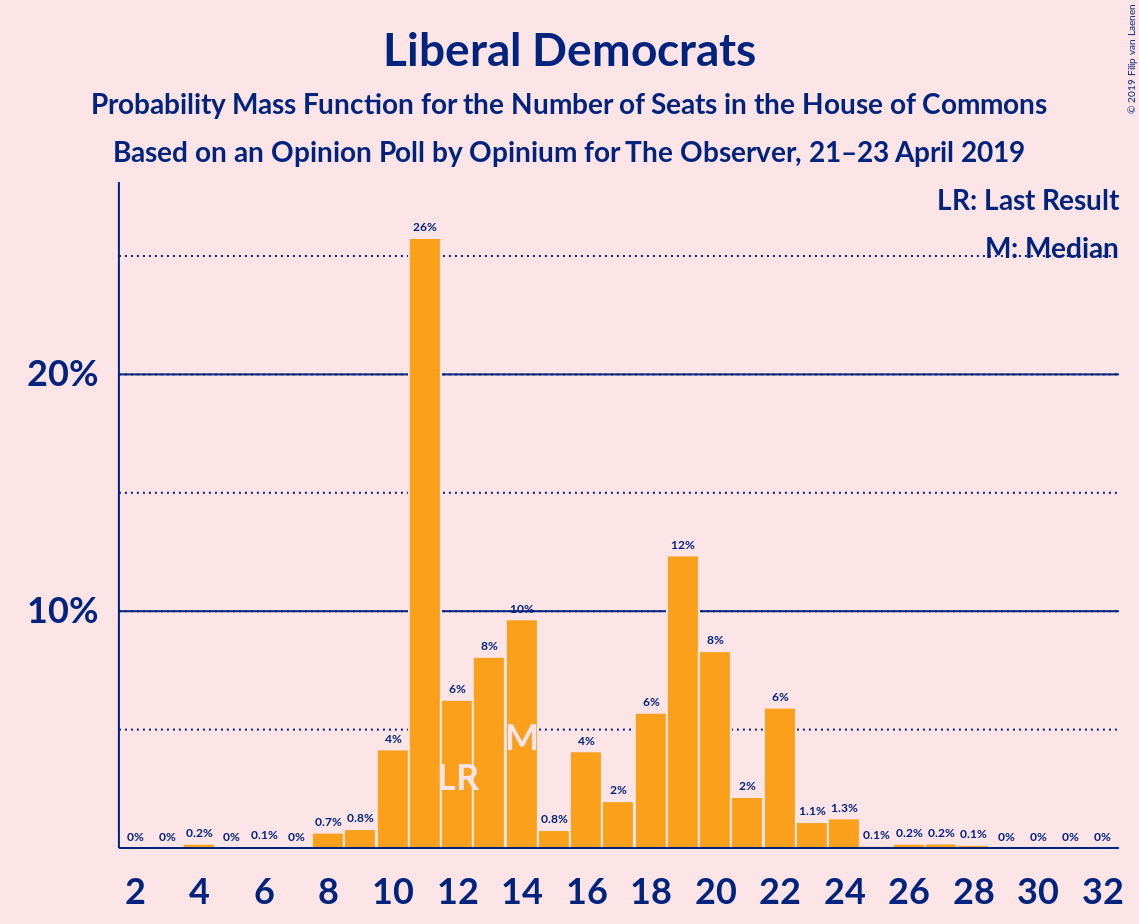 Liberal Democrats
Probability Mass Function for the Number of Seats in the House of Commons
Based on an Opinion Poll by Opinium for The Observer, 21–23 April 2019
© 2019 Filip van Laenen
LR: Last Result
M: Median
20%
10%
0% 0% 0.2% 0% 0.1% 0% 0.7% 0.8% 4% 26% 6% 8% 10% 0.8% 4% 2% 6% 12% 8% 2% 6% 1.1% 1.3% 0.1% 0.2% 0.2% 0.1% 0% 0% 0% 0%
M
LR
2 4 6 8 10 12 14 16 18 20 22 24 26 28 30 32